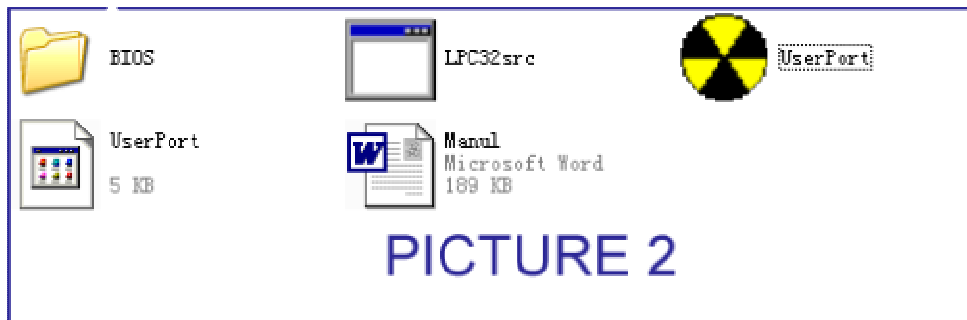 BIOS
LPC32src
UserPort
UserPort
5 KB
Manul
Microsoft Word
189 KB
PICTURE 2